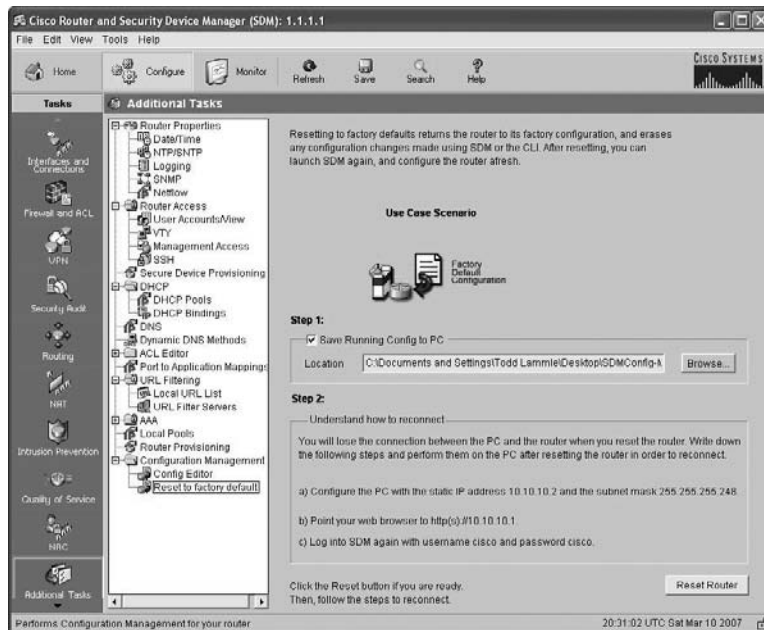 Cisco Router and Security Device Manager (SDM): 1.1.1.1
File Edit View Tools Help
Home Configure Monitor Refresh Save Search Help
CISCO SYSTEMS
Tasks
Additional Tasks
Interfaces and
Connections
Firewall and ACL
VPN
Security Audit
Routing
NAT
Intrusion Prevention
Quality of Service
NAC
Additional Tasks
Router Properties
Date/Time
NTP/SNTP
Logging
SNMP
Netflow
Router Access
User Accounts/View
VTY
Management Access
SSH
Secure Device Provisioning
DHCP
DHCP Pools
DHCP Bindings
DNS
Dynamic DNS Methods
ACL Editor
Port to Application Mappings
URL Filtering
Local URL List
URL Filter Servers
AAA
Local Pools
Router Provisioning
Configuration Management
Config Editor
Reset to factory default
Resetting to factory defaults returns the router to its factory configuration, and erases
any configuration changes made using SDM or the CLI. After resetting, you can
launch SDM again, and configure the router afresh.
Use Case Scenario
Factory
Default
Configuration
Step 1:
Save Running Config to PC
Location C:\Documents and Settings\Todd Lammle\Desktop\SDMConfig-M Browse...
Step 2:
Understand how to reconnect
You will lose the connection between the PC and the router when you reset the router. Write down
the following steps and perform them on the PC after resetting the router in order to reconnect.
a) Configure the PC with the static IP address 10.10.10.2 and the subnet mask 255.255.255.248.
b) Point your web browser to http(s)://10.10.10.1.
c) Log into SDM again with username cisco and password cisco.
Click the Reset button if you are ready.
Then, follow the steps to reconnect.
Reset Router
Performs Configuration Management for your router
20:31:02 UTC Sat Mar 10 2007